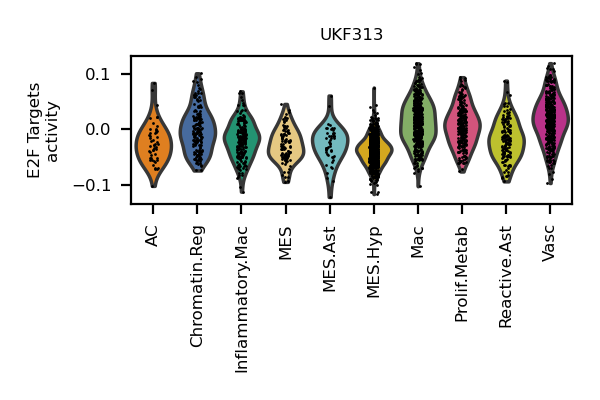 UKF313
E2F Targets
activity
0.1
0.0
−0.1
AC
Chromatin.Reg
Inflammatory.Mac
MES
MES.Ast
MES.Hyp
Mac
Prolif.Metab
Reactive.Ast
Vasc